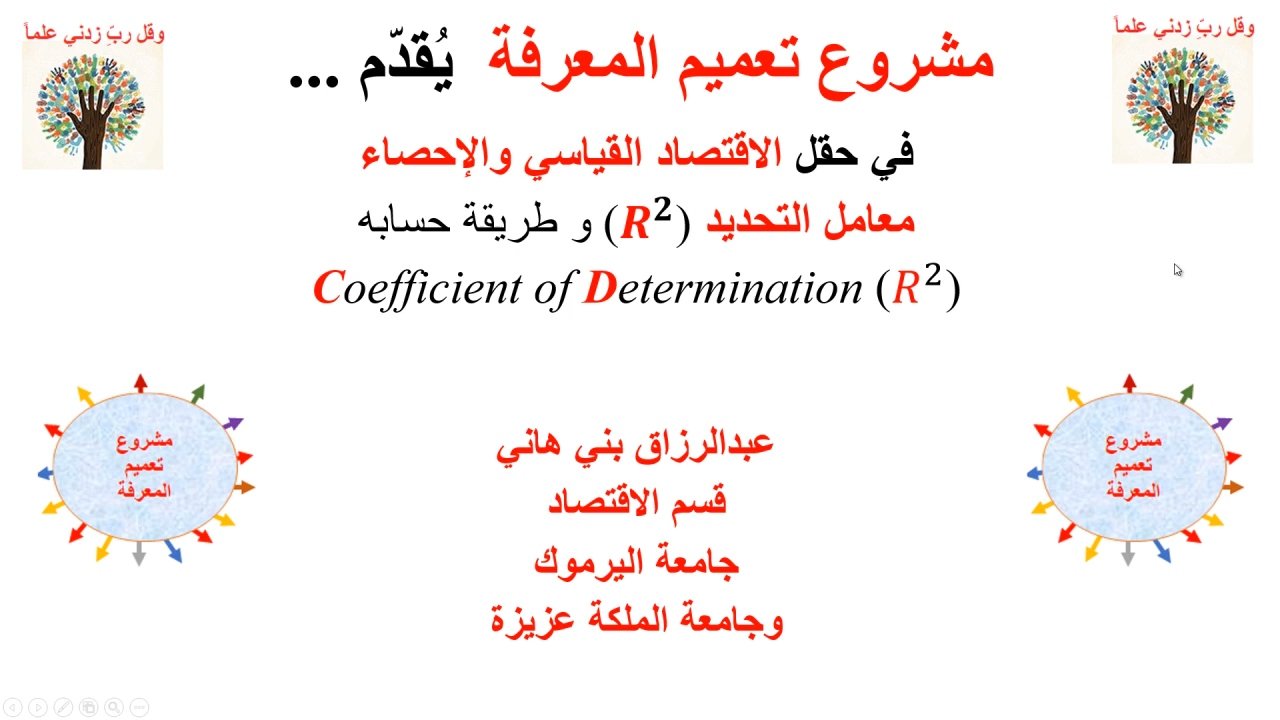 وقل ربِّ زدني علماً
وقل ربِّ زدني علماً
مشروع تعميم المعرفة يُقدّم ...
في حقل الاقتصاد القياسي والإحصاء
معامل التحديد (R²) و طريقة حسابه
Coefficient of Determination (R²)
مشروع
تعميم
المعرفة
مشروع
تعميم
المعرفة
عبدالرزاق بني هاني
قسم الاقتصاد
جامعة اليرموك
وجامعة الملكة عزيزة